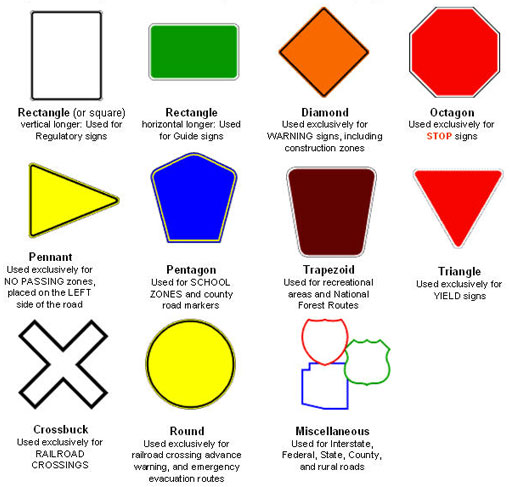 Rectangle (or square)
vertical longer: Used for
Regulatory signs
Rectangle
horizontal longer: Used
for Guide signs
Diamond
Used exclusively for
WARNING signs, including
construction zones
Octagon
Used exclusively for
STOP signs
Pennant
Used exclusively for
NO PASSING zones,
placed on the LEFT
side of the road
Pentagon
Used for SCHOOL
ZONES and county
road markers
Trapezoid
Used for recreational
areas and National
Forest Routes
Triangle
Used exclusively for
YIELD signs
Crossbuck
Used exclusively for
RAILROAD
CROSSINGS
Round
Used exclusively for
railroad crossing advance
warning, and emergency
evacuation routes
Miscellaneous
Used for Interstate,
Federal, State, County,
and rural roads